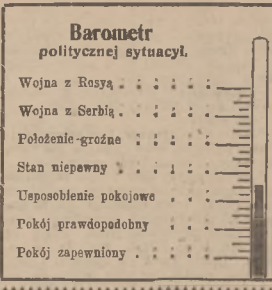 Barometr
politycznej sytuacyi.
Wojna z Rosyą
Wojna z Serbią
Położenie-groźne
Stan niepewny
Usposobienie pokojowe
Pokój prawdopodobny
Pokój zapewniony